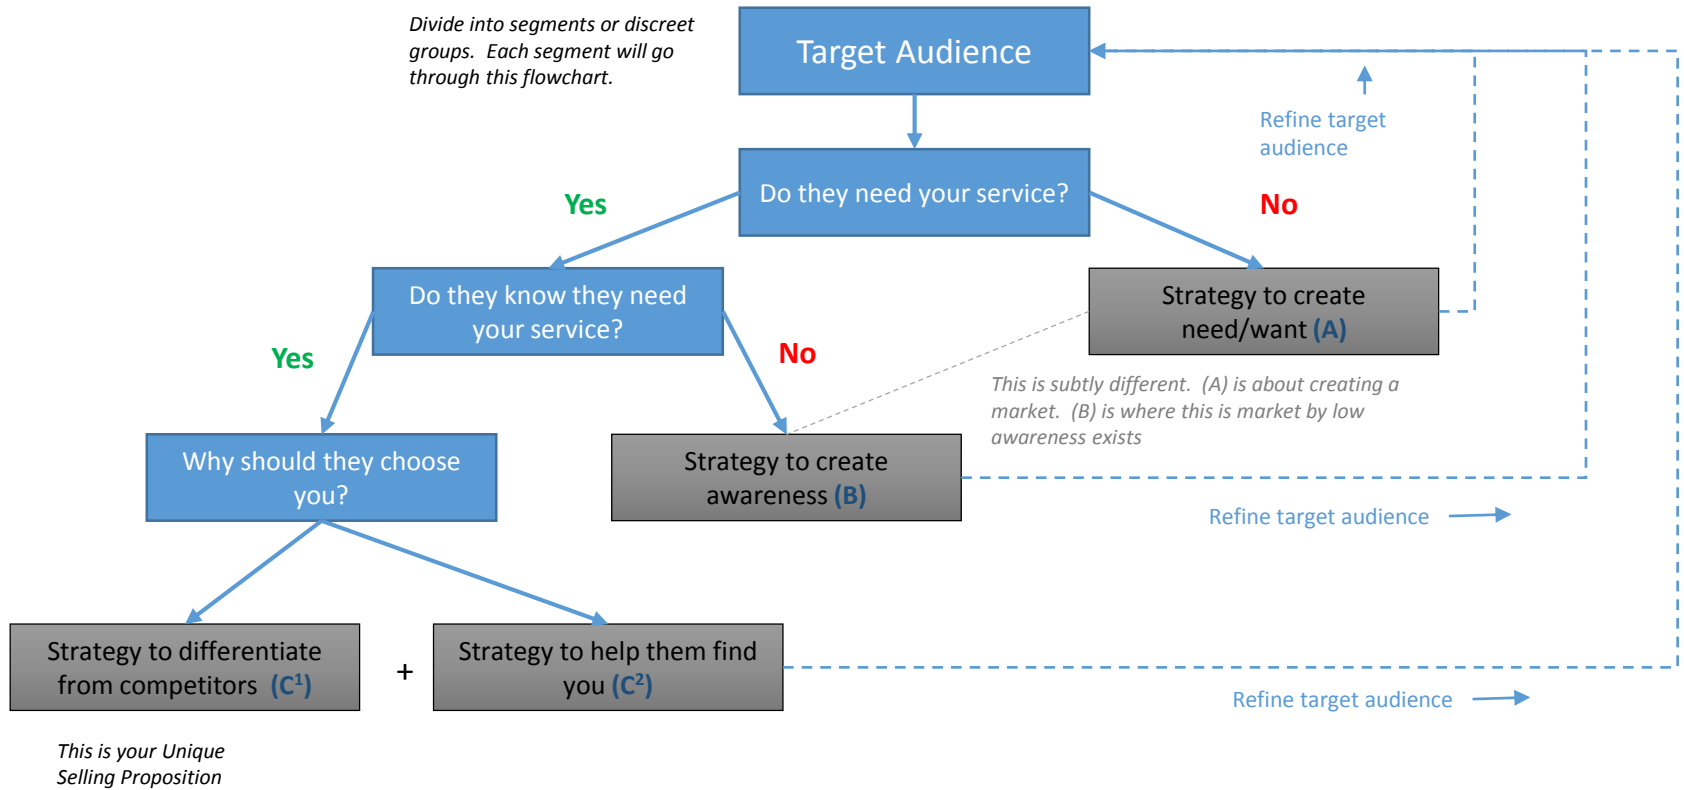 Divide into segments or discreet
groups.  Each segment will go
through this flowchart.
Target Audience
Refine target
audience
Do they need your service?
Yes
No
Do they know they need
your service?
Strategy to create
need/want (A)
Yes
No
This is subtly different.  (A) is about creating a
market.  (B) is where this is market by low
awareness exists
Why should they choose
you?
Strategy to create
awareness (B)
Refine target audience
Strategy to differentiate
from competitors  (C¹)
+
Strategy to help them find
you (C²)
Refine target audience
This is your Unique
Selling Proposition